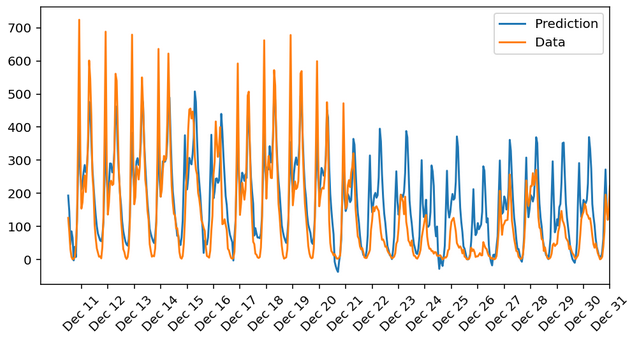 Prediction
Data
700
600
500
400
300
200
100
0
Dec 11
Dec 12
Dec 13
Dec 14
Dec 15
Dec 16
Dec 17
Dec 18
Dec 19
Dec 20
Dec 21
Dec 22
Dec 23
Dec 24
Dec 25
Dec 26
Dec 27
Dec 28
Dec 29
Dec 30
Dec 31